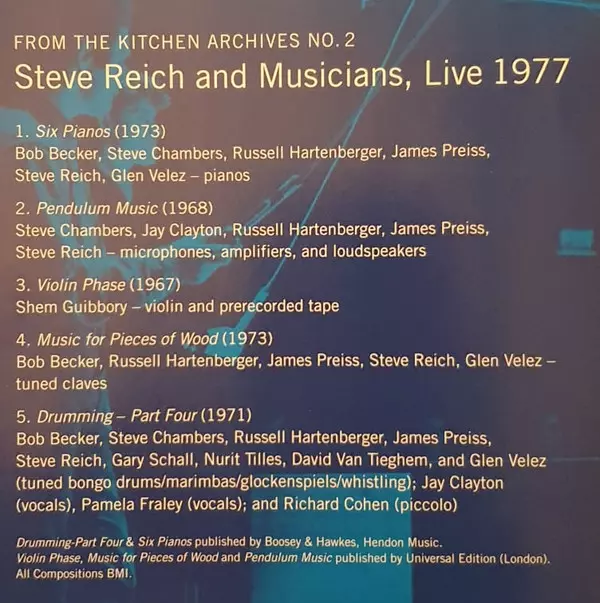 FROM THE KITCHEN ARCHIVES NO. 2
Steve Reich and Musicians, Live 1977
1. Six Pianos (1973)
Bob Becker, Steve Chambers, Russell Hartenberger, James Preiss,
Steve Reich, Glen Velez – pianos
2. Pendulum Music (1968)
Steve Chambers, Jay Clayton, Russell Hartenberger, James Preiss,
Steve Reich – microphones, amplifiers, and loudspeakers
3. Violin Phase (1967)
Shem Guibbory – violin and prerecorded tape
4. Music for Pieces of Wood (1973)
Bob Becker, Russell Hartenberger, James Preiss, Steve Reich, Glen Velez –
tuned claves
5. Drumming – Part Four (1971)
Bob Becker, Steve Chambers, Russell Hartenberger, James Preiss,
Steve Reich, Gary Schall, Nurit Tilles, David Van Tieghem, and Glen Velez
(tuned bongo drums/marimbas/glockenspiels/whistling); Jay Clayton
(vocals), Pamela Fraley (vocals); and Richard Cohen (piccolo)
Drumming-Part Four & Six Pianos published by Boosey & Hawkes, Hendon Music.
Violin Phase, Music for Pieces of Wood and Pendulum Music published by Universal Edition (London).
All Compositions BMI.